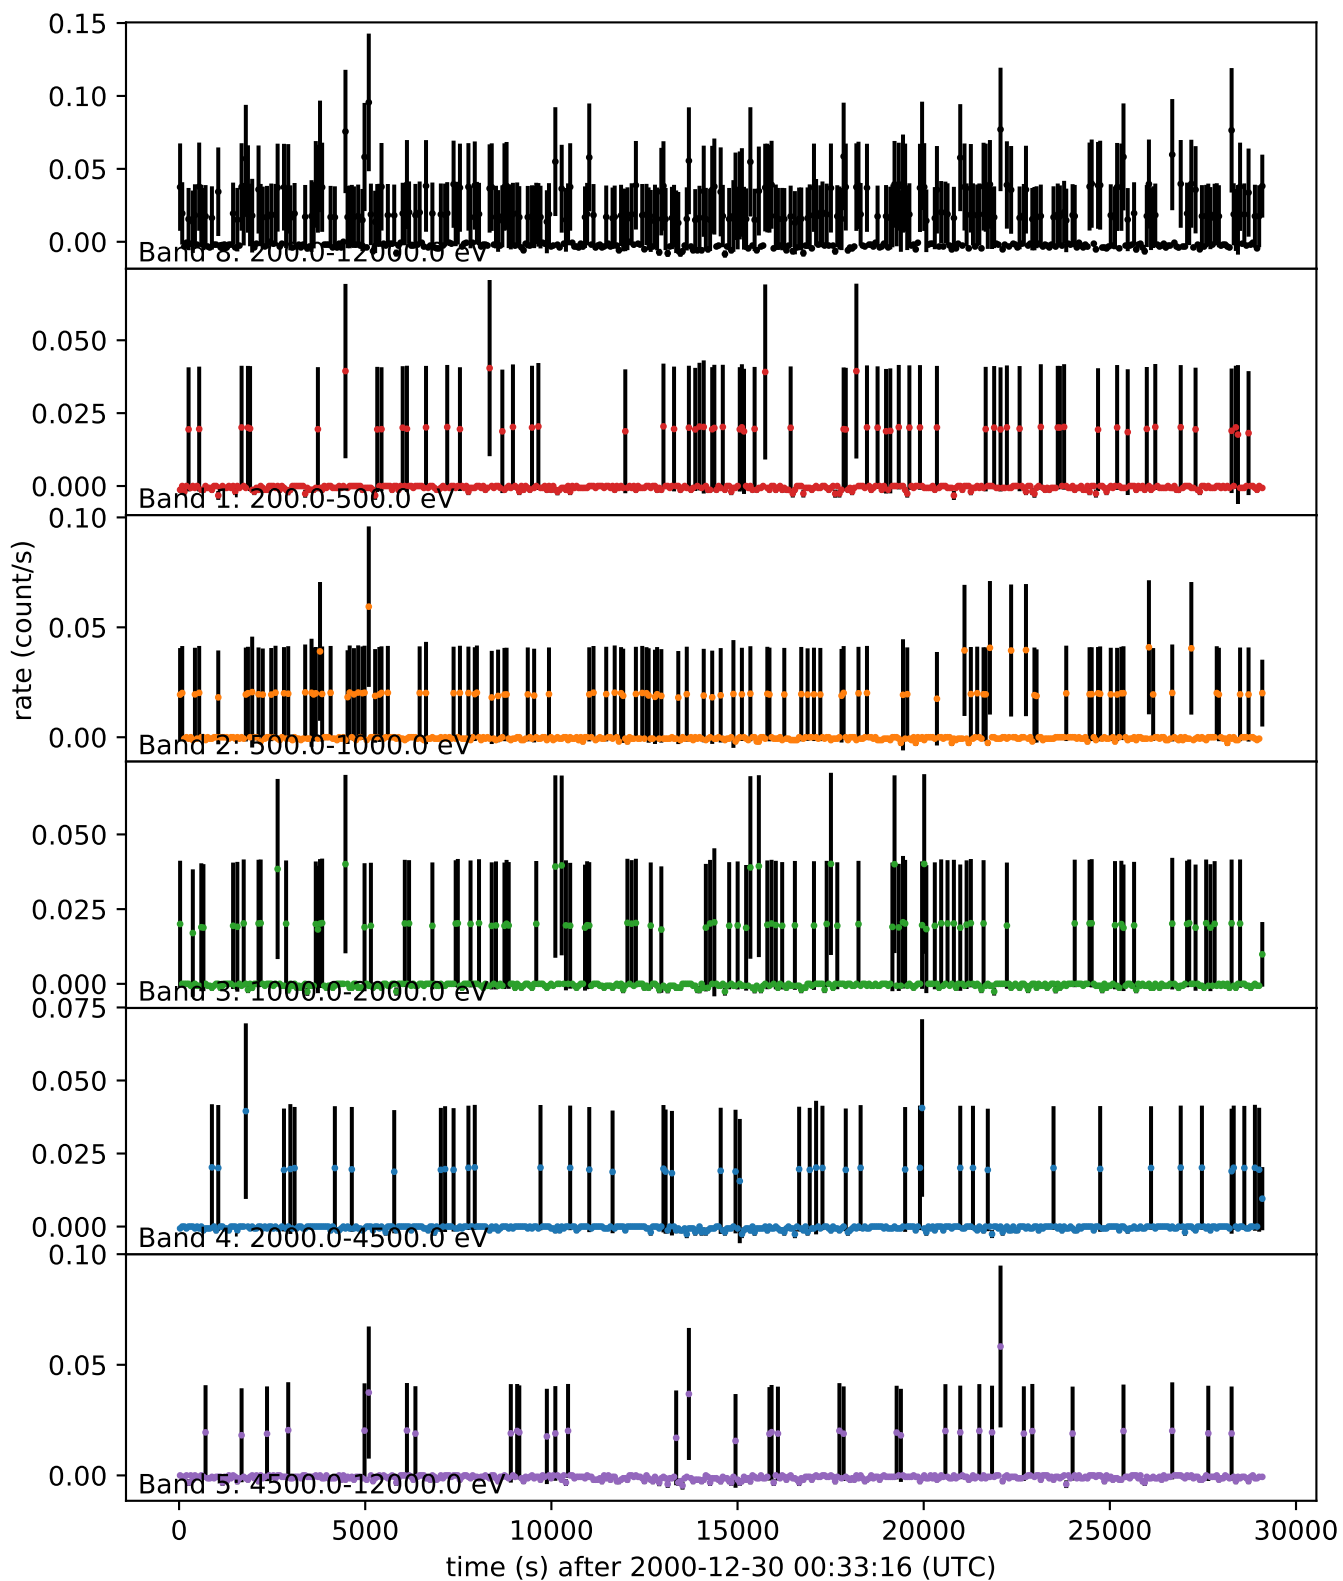 0.15
0.10
0.05
0.00
Band 8: 200.0-12000.0 eV
0.050
0.025
0.000
Band 1: 200.0-500.0 eV
0.10
0.05
0.00
Band 2: 500.0-1000.0 eV
rate (count/s)
0.050
0.025
0.000
Band 3: 1000.0-2000.0 eV
0.075
0.050
0.025
0.000
Band 4: 2000.0-4500.0 eV
0.10
0.05
0.00
Band 5: 4500.0-12000.0 eV
0 5000 10000 15000 20000 25000 30000
time (s) after 2000-12-30 00:33:16 (UTC)